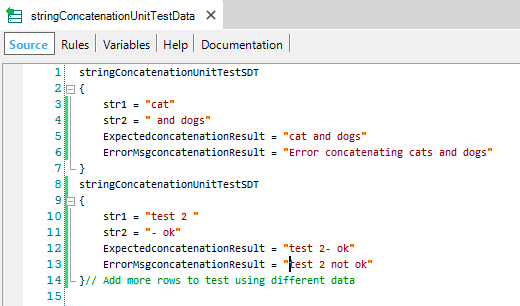 stringConcatenationUnitTestData X
Source Rules Variables Help Documentation
1 stringConcatenationUnitTestSDT
2 {
3 str1 = "cat"
4 str2 = " and dogs"
5 ExpectedconcatenationResult = "cat and dogs"
6 ErrorMsgconcatenationResult = "Error concatenating cats and dogs"
7 }
8 stringConcatenationUnitTestSDT
9 {
10 str1 = "test 2 "
11 str2 = "- ok"
12 ExpectedconcatenationResult = "test 2- ok"
13 ErrorMsgconcatenationResult = "test 2 not ok"
14 }// Add more rows to test using different data
15